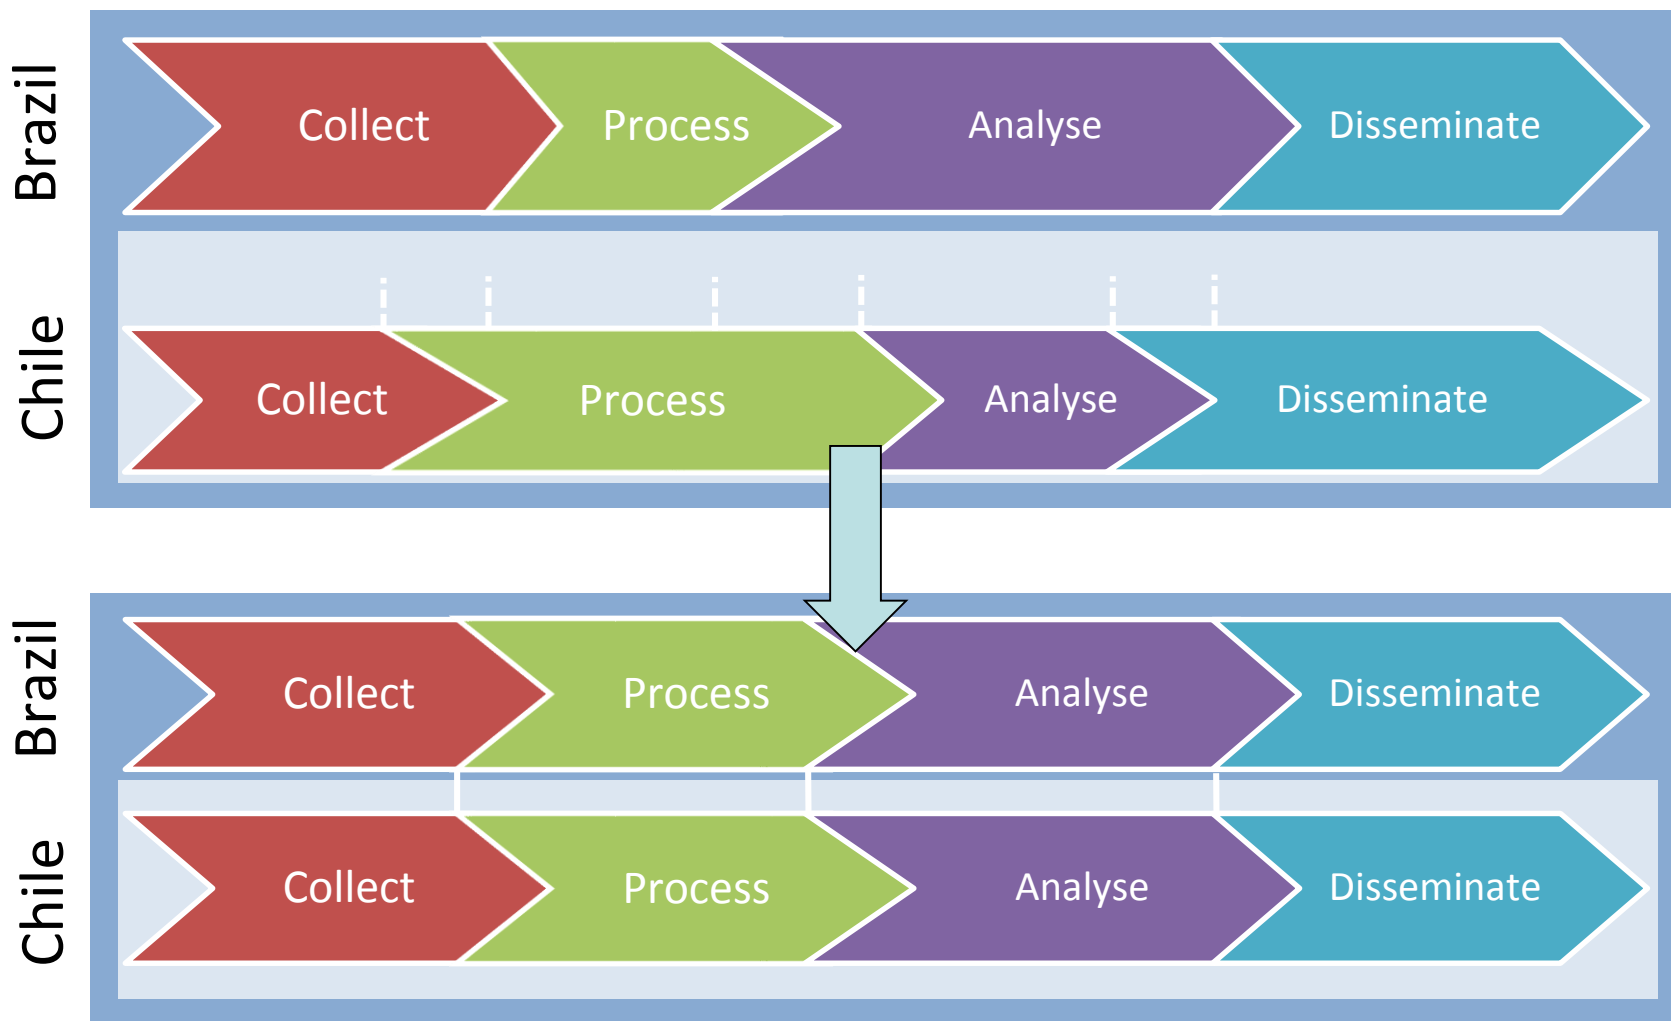 Brazil
Collect
Process
Analyse
Disseminate
Chile
Collect
Process
Analyse
Disseminate
Brazil
Collect
Process
Analyse
Disseminate
Chile
Collect
Process
Analyse
Disseminate